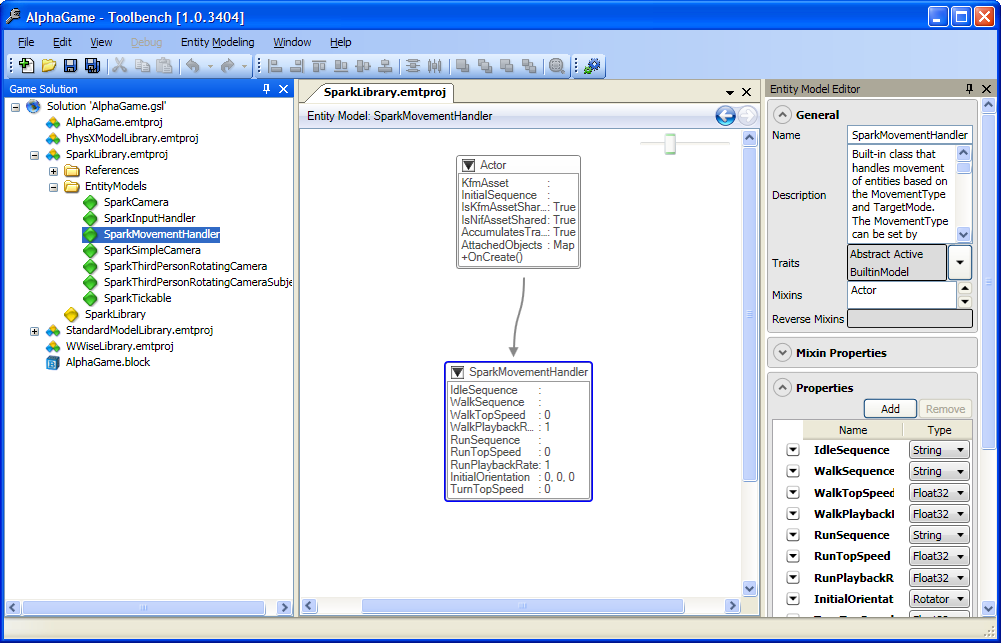 AlphaGame - Toolbench [1.0.3404]
File Edit View Debug Entity Modeling Window Help
Game Solution
Solution 'AlphaGame.gsl'
AlphaGame.emtproj
PhysXModelLibrary.emtproj
SparkLibrary.emtproj
References
EntityModels
SparkCamera
SparkInputHandler
SparkMovementHandler
SparkSimpleCamera
SparkThirdPersonRotatingCamera
SparkThirdPersonRotatingCameraSubje
SparkTickable
SparkLibrary
StandardModelLibrary.emtproj
WWiseLibrary.emtproj
AlphaGame.block
SparkLibrary.emtproj
Entity Model: SparkMovementHandler
Actor
KfmAsset :
InitialSequence :
IsKfmAssetShar...: True
IsNifAssetShared: True
AccumulatesTra...: True
AttachedObjects : Map
+OnCreate()
SparkMovementHandler
IdleSequence :
WalkSequence :
WalkTopSpeed : 0
WalkPlaybackR... : 1
RunSequence :
RunTopSpeed : 0
RunPlaybackRate: 1
InitialOrientation : 0, 0, 0
TurnTopSpeed : 0
Entity Model Editor
General
Name SparkMovementHandler
Description
Built-in class that
handles movement
of entities based on
the MovementType
and TargetMode.
The MovementType
can be set by
Traits
Abstract Active
BuiltinModel
Mixins Actor
Reverse Mixins
Mixin Properties
Properties
Add Remove
Name Type
IdleSequence String
WalkSequence String
WalkTopSpeed Float32
WalkPlaybackI Float32
RunSequence String
RunTopSpeed Float32
RunPlaybackR Float32
InitialOrientat Rotator